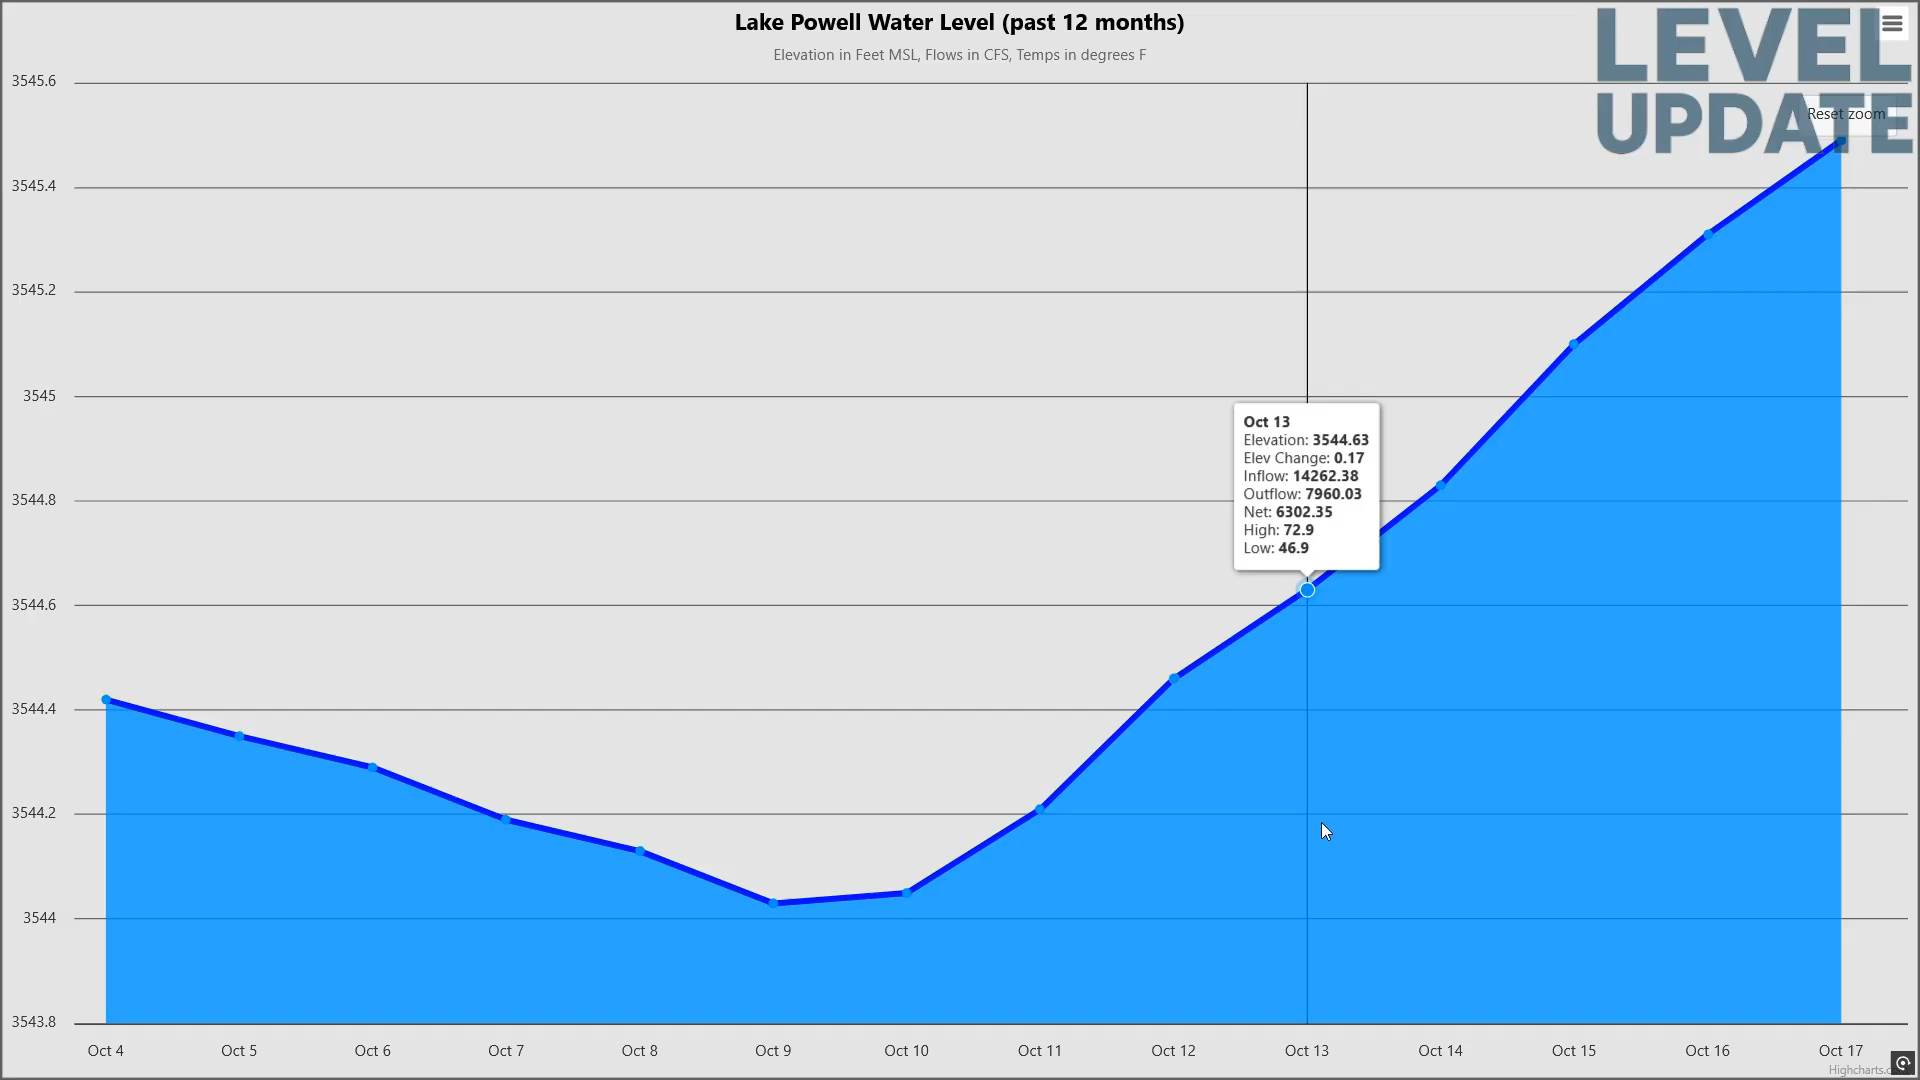 Lake Powell Water Level (past 12 months)
Elevation in Feet MSL, Flows in CFS, Temps in degrees F
LEVEL
UPDATE
Reset zoom
3545.6
3545.4
3545.2
3545
3544.8
3544.6
3544.4
3544.2
3544
3543.8
Oct 13
Elevation: 3544.63
Elev Change: 0.17
Inflow: 14262.38
Outflow: 7960.03
Net: 6302.35
High: 72.9
Low: 46.9
Oct 4 Oct 5 Oct 6 Oct 7 Oct 8 Oct 9 Oct 10 Oct 11 Oct 12 Oct 13 Oct 14 Oct 15 Oct 16 Oct 17